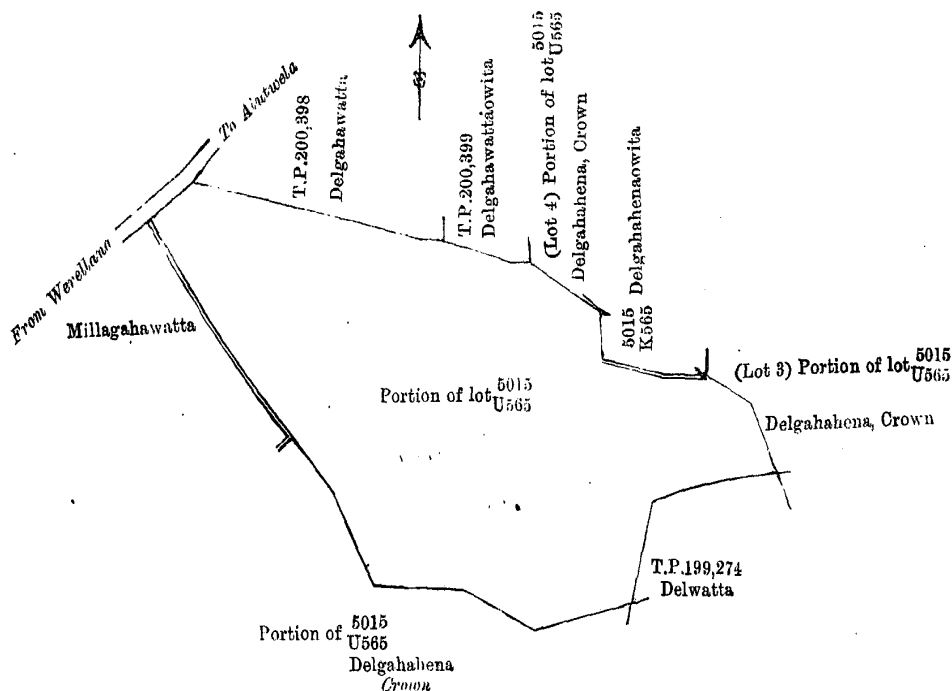 From Werellana
To Aiutwela
T.P.200,398
Delgahawatta
T.P.200,399
Delgahawattaowita
(Lot 4) Portion of lot 5015
U565
Delgahahena, Crown
Delgahahenaowita
5015
K565
(Lot 3) Portion of lot 5015
U565
Delgahahena, Crown
Millagahawatta
Portion of lot 5015
U565
T.P.199,274
Delwatta
Portion of 5015
U565
Delgahahena
Crown